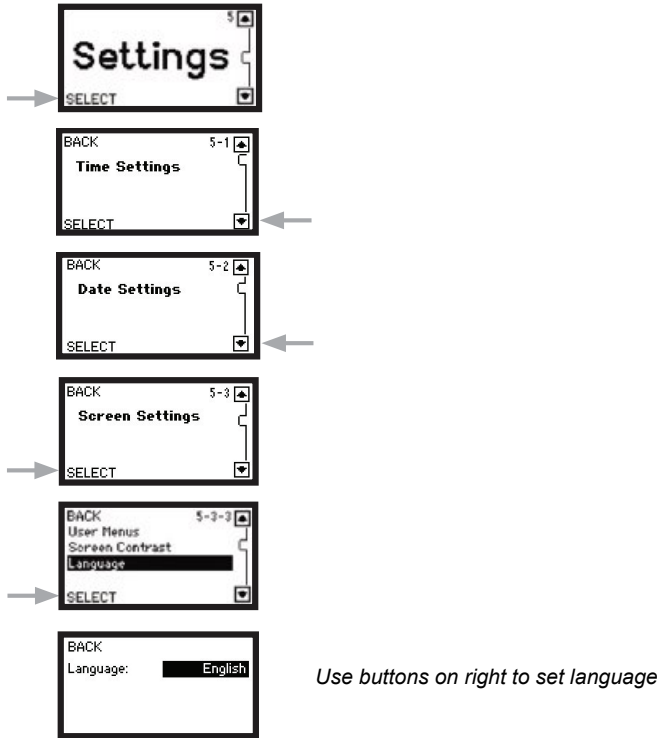 5
Settings
SELECT
BACK 5-1
Time Settings
SELECT
BACK 5-2
Date Settings
SELECT
BACK 5-3
Screen Settings
SELECT
BACK 5-3-3
User Menus
Screen Contrast
Language
SELECT
BACK
Language: English
Use buttons on right to set language